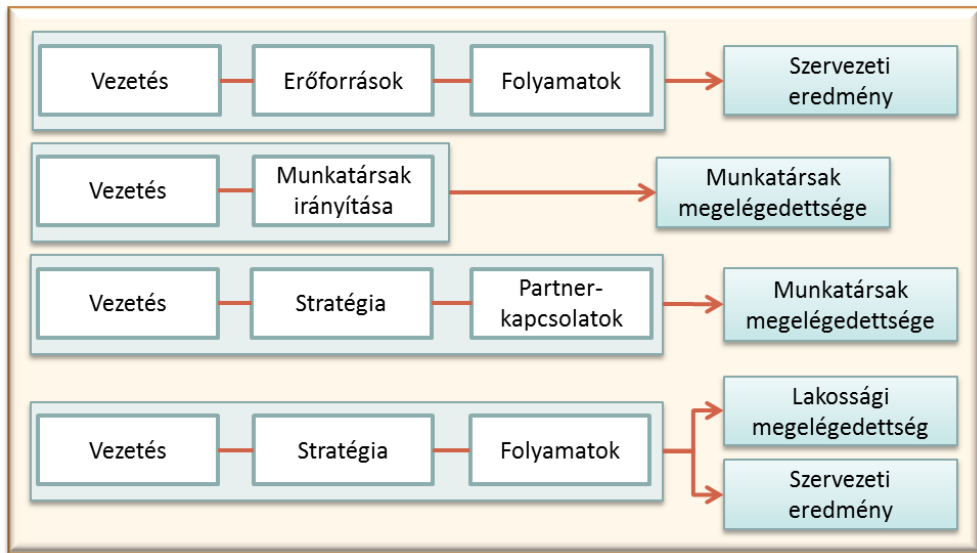 Vezetés
Erőforrások
Folyamatok
Szervezeti
eredmény
Vezetés
Munkatársak
irányítása
Munkatársak
megelégedettsége
Vezetés
Stratégia
Partner-
kapcsolatok
Munkatársak
megelégedettsége
Vezetés
Stratégia
Folyamatok
Lakossági
megelégedettség
Szervezeti
eredmény